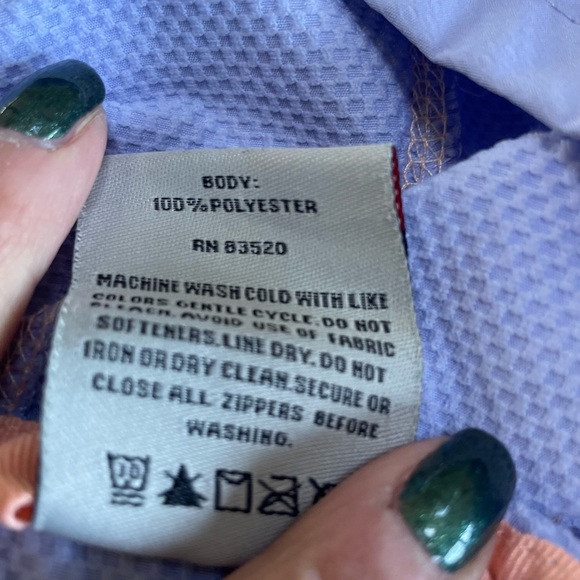 BODY:
100%POLYESTER
RN 83520
MACHINE WASH COLD WITH LIKE
COLORS GENTLE CYCLE.DO NOT
BLEACH.AVOID USE OF FABRIC
SOFTENERS.LINE DRY.DO NOT
IRON OR DRY CLEAN.SECURE OR
CLOSE ALL ZIPPERS BEFORE
WASHING.